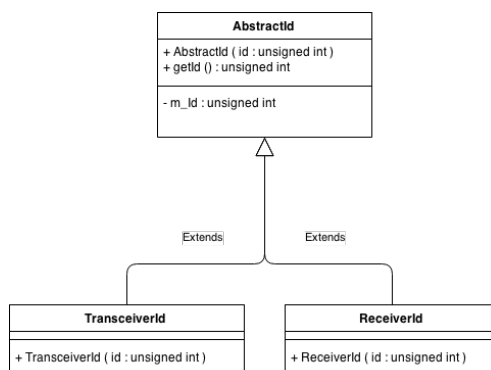 AbstractId
+ AbstractId ( id : unsigned int )
+ getId () : unsigned int
- m_Id : unsigned int
Extends
Extends
TransceiverId
+ TransceiverId ( id : unsigned int )
ReceiverId
+ ReceiverId ( id : unsigned int )